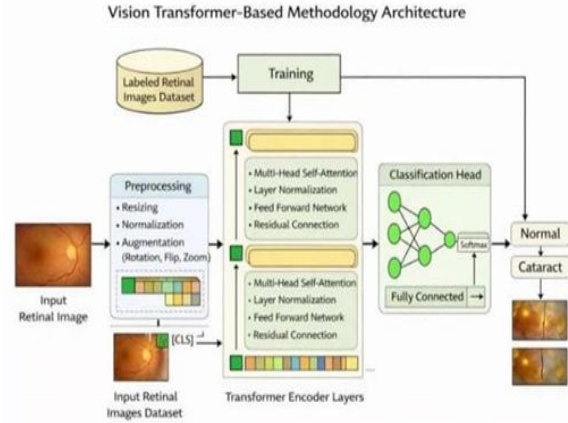 Vision Transformer-Based Methodology Architecture
Labeled Retinal
Images Dataset
Training
Preprocessing
• Resizing
• Normalization
• Augmentation
(Rotation, Flip, Zoom)
Input
Retinal Image
[CLS]
Input Retinal
Images Dataset
• Multi-Head Self-Attention
• Layer Normalization
• Feed Forward Network
• Residual Connection
• Multi-Head Self-Attention
• Layer Normalization
• Feed Forward Network
• Residual Connection
...
Transformer Encoder Layers
Classification Head
Softmax
Fully Connected
Normal
Cataract